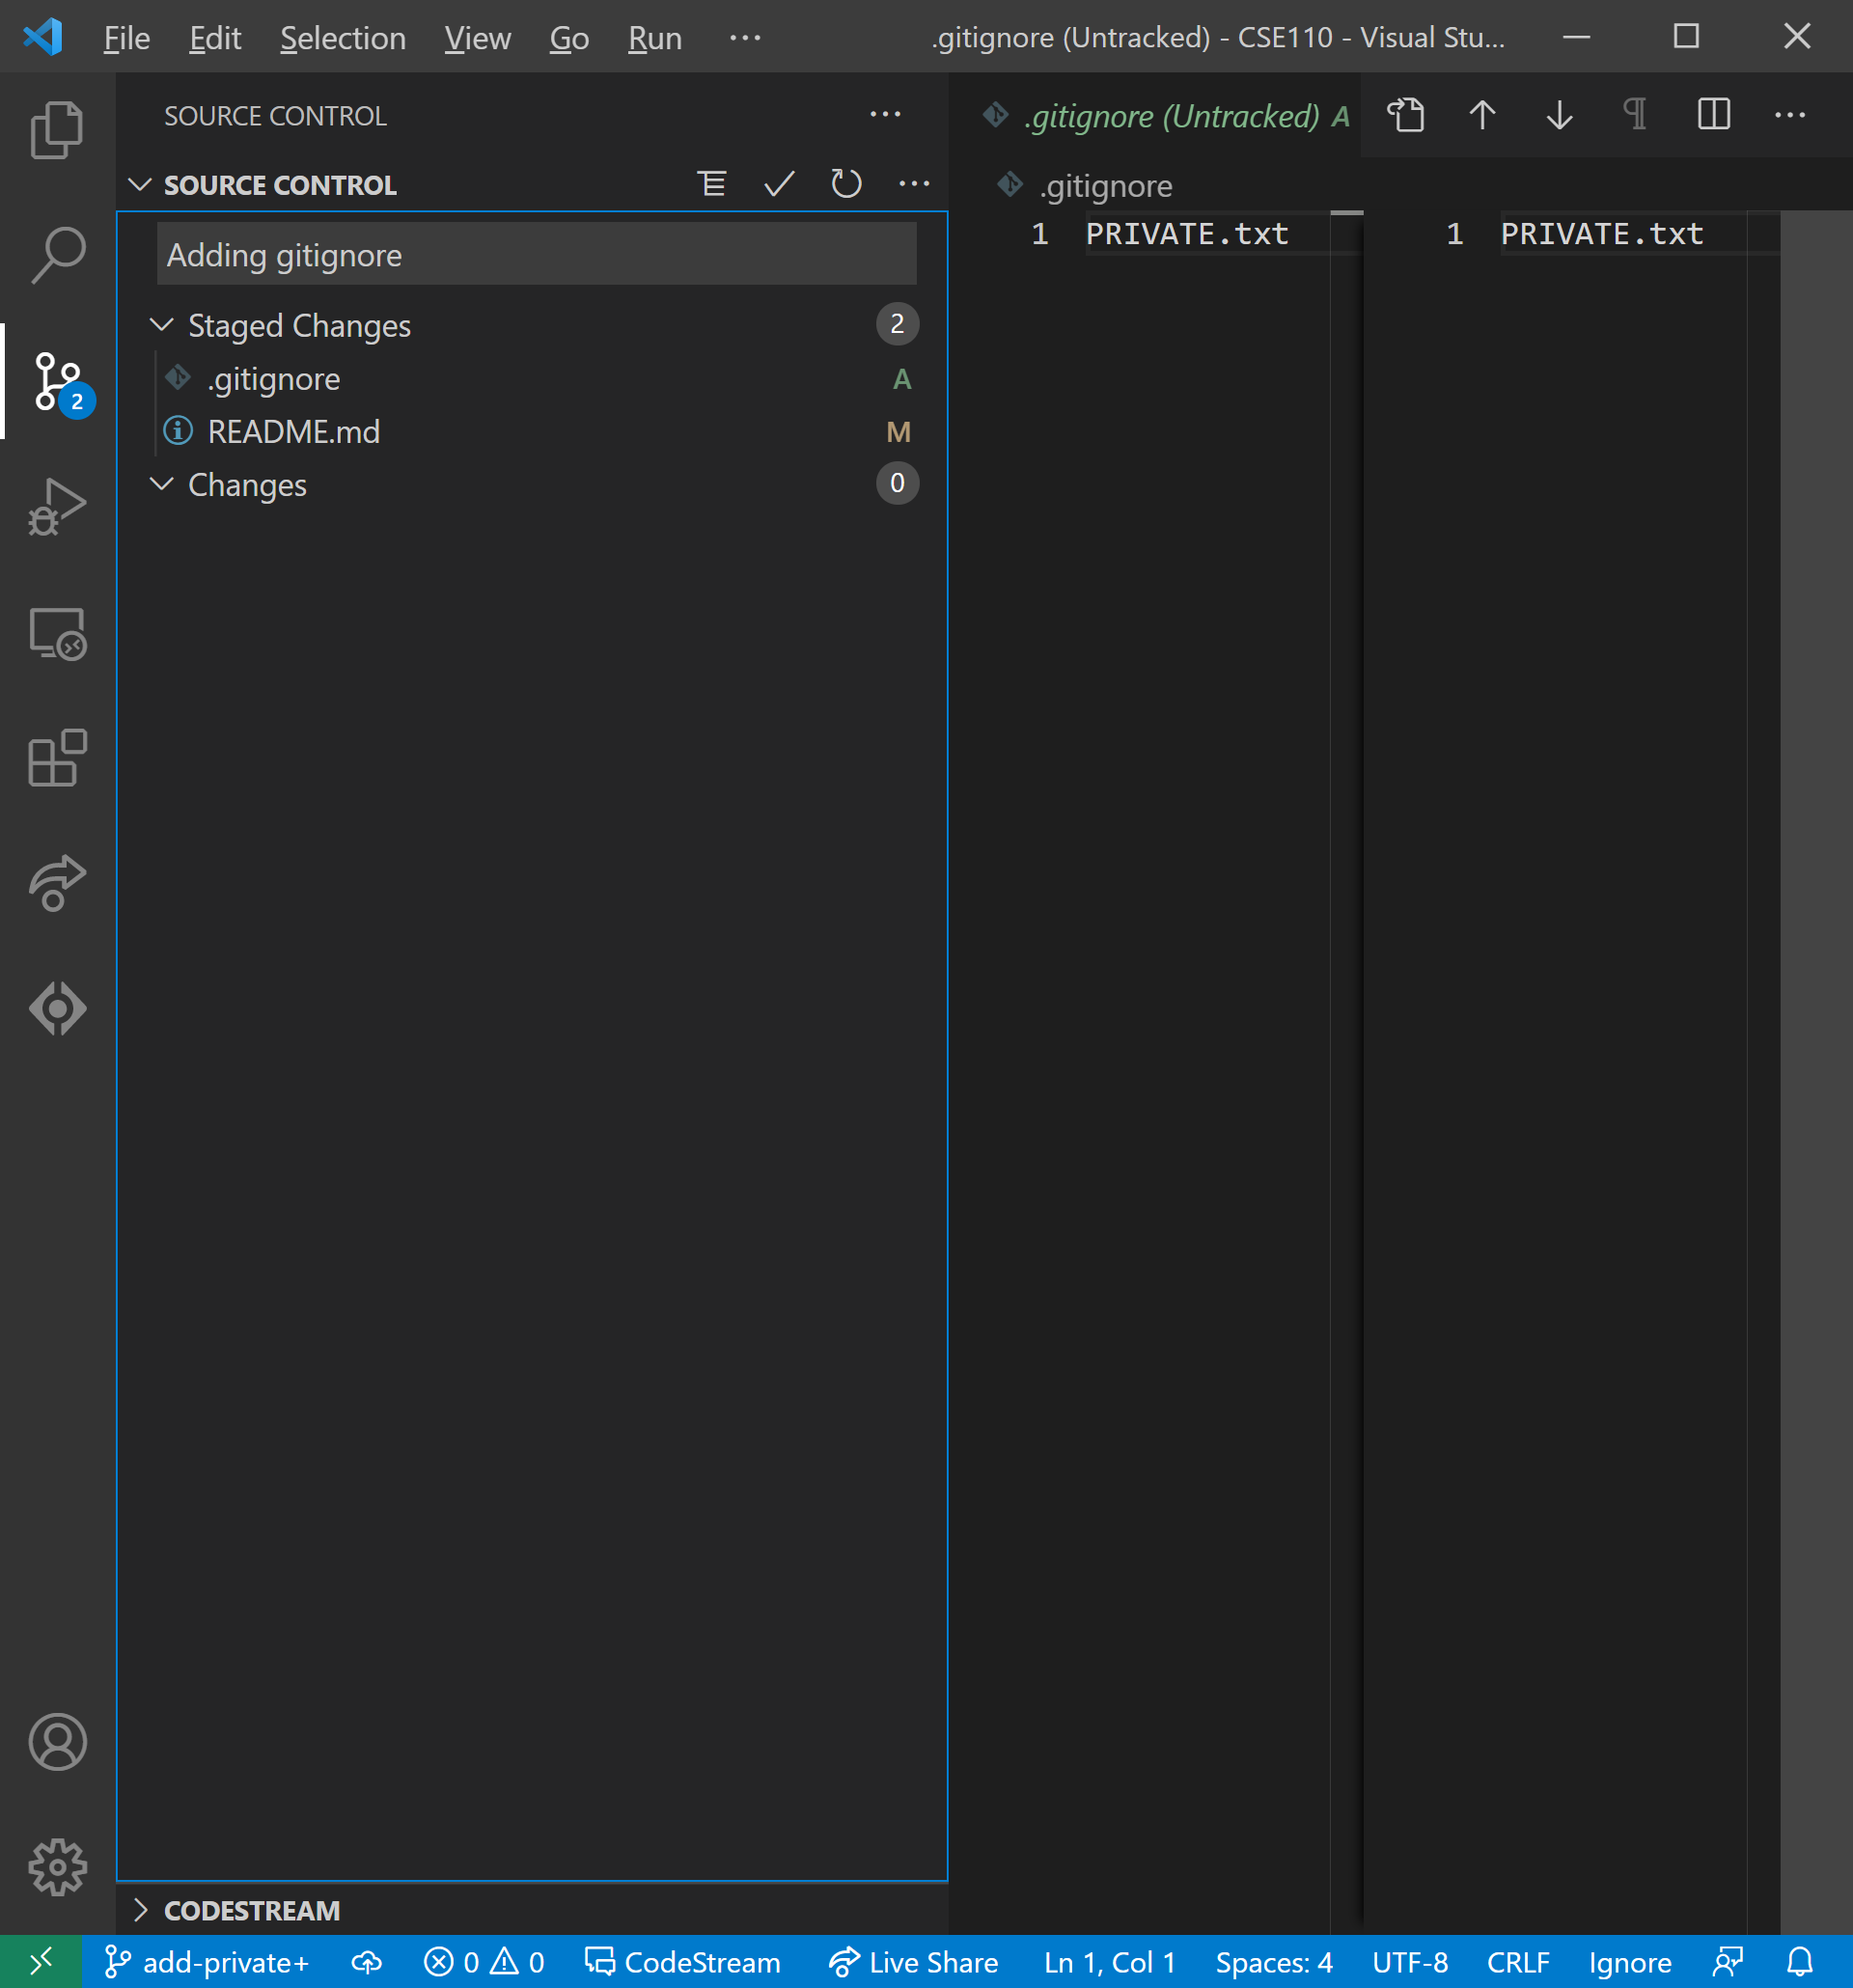 File Edit Selection View Go Run ··· .gitignore (Untracked) - CSE110 - Visual Stu...
SOURCE CONTROL
SOURCE CONTROL
Adding gitignore
Staged Changes 2
.gitignore A
README.md M
Changes 0
2
CODESTREAM
.gitignore (Untracked) A
.gitignore
1 PRIVATE.txt
1 PRIVATE.txt
add-private+ 0 0 CodeStream Live Share Ln 1, Col 1 Spaces: 4 UTF-8 CRLF Ignore